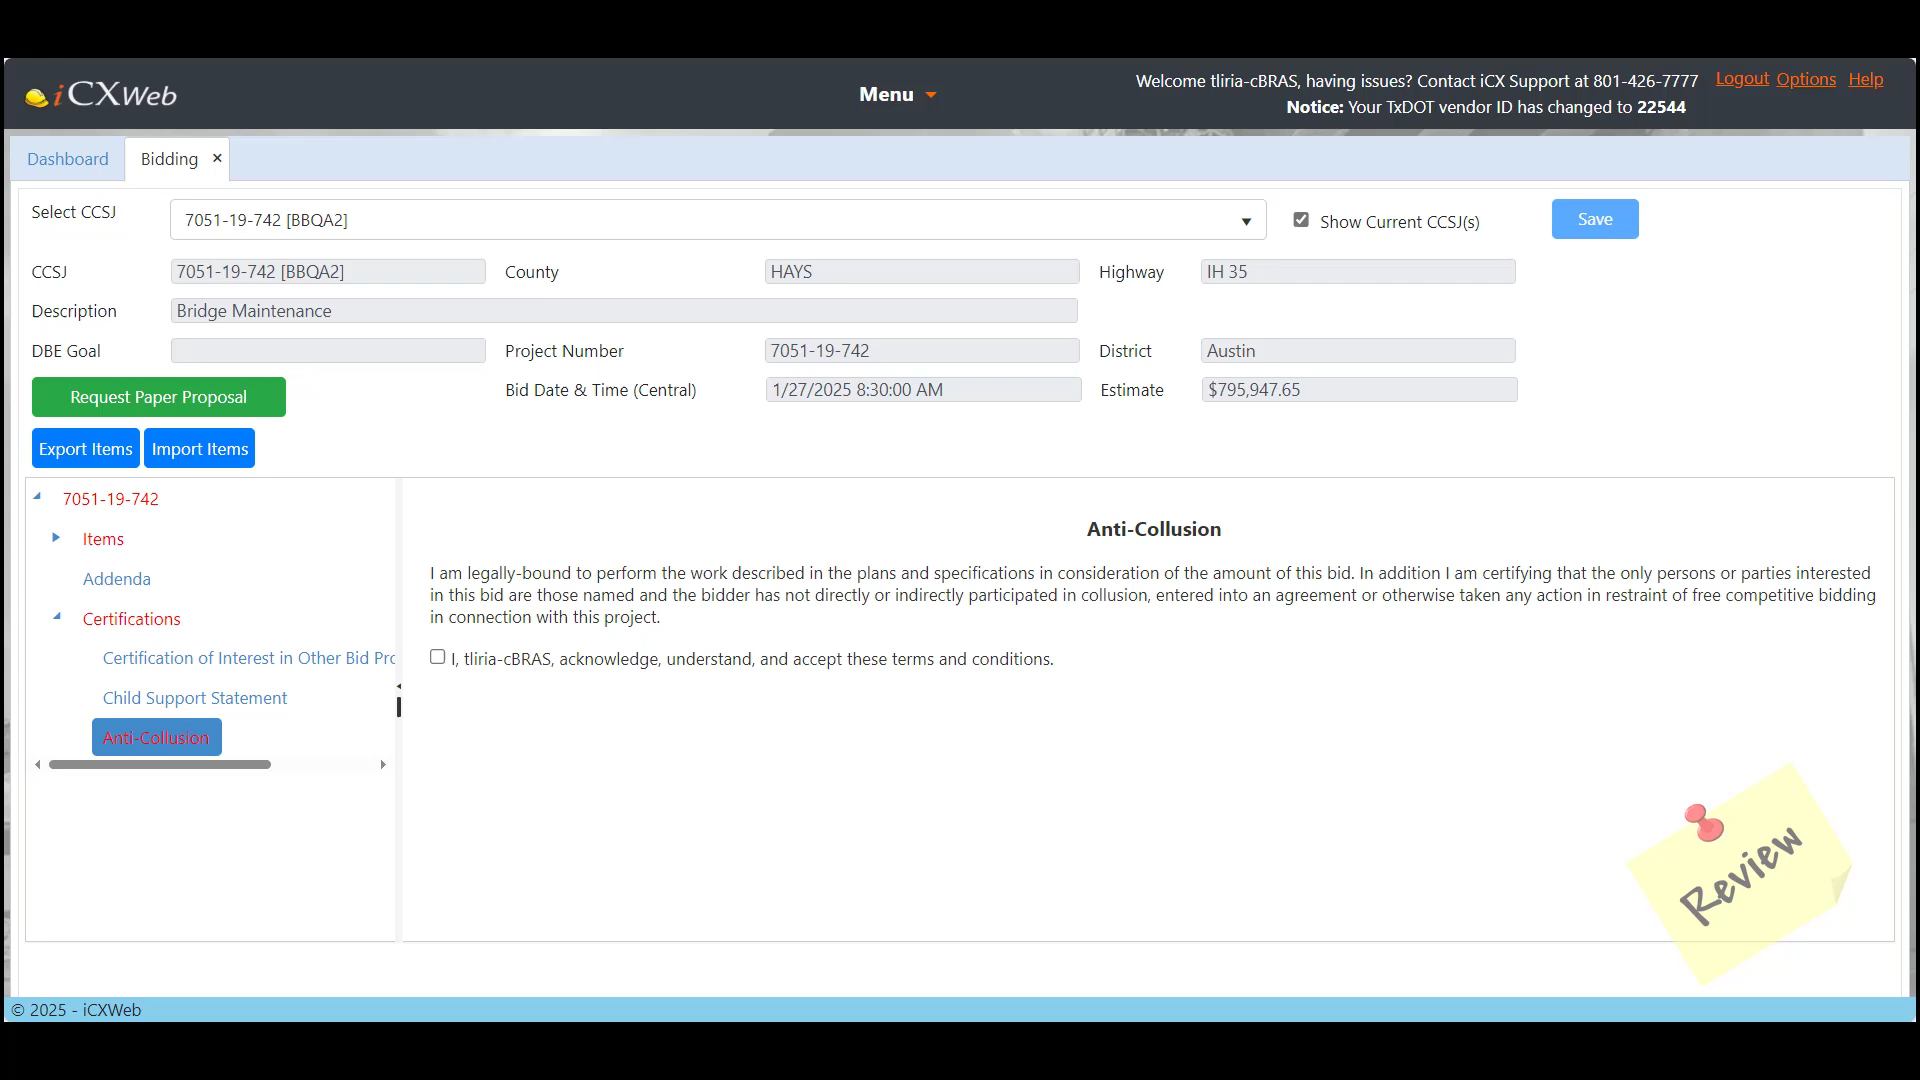 iCXWeb
Menu
Welcome tliria-cBRAS, having issues? Contact iCX Support at 801-426-7777
Logout Options Help
Notice: Your TxDOT vendor ID has changed to 22544
Dashboard
Bidding ×
Select CCSJ
7051-19-742 [BBQA2]
Show Current CCSJ(s)
Save
CCSJ
7051-19-742 [BBQA2]
County
HAYS
Highway
IH 35
Description
Bridge Maintenance
DBE Goal
Project Number
7051-19-742
District
Austin
Request Paper Proposal
Bid Date & Time (Central)
1/27/2025 8:30:00 AM
Estimate
$795,947.65
Export Items
Import Items
7051-19-742
Items
Addenda
Certifications
Certification of Interest in Other Bid Pro
Child Support Statement
Anti-Collusion
Anti-Collusion
I am legally-bound to perform the work described in the plans and specifications in consideration of the amount of this bid. In addition I am certifying that the only persons or parties interested
in this bid are those named and the bidder has not directly or indirectly participated in collusion, entered into an agreement or otherwise taken any action in restraint of free competitive bidding
in connection with this project.
I, tliria-cBRAS, acknowledge, understand, and accept these terms and conditions.
Review
© 2025 - iCXWeb